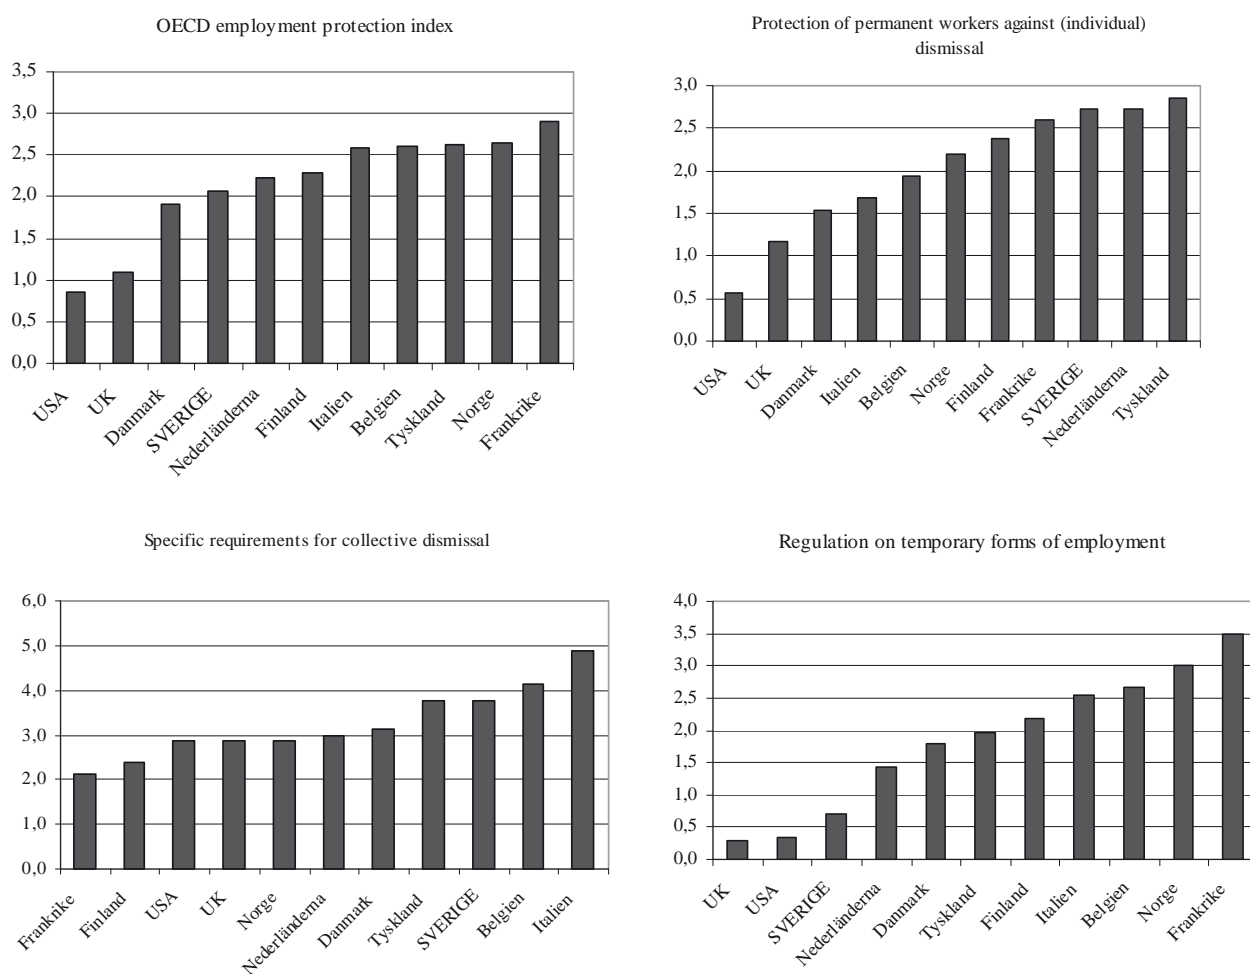 OECD employment protection index
3,5
3,0
2,5
2,0
1,5
1,0
0,5
0,0
USA
UK
Danmark
SVERIGE
Nederländerna
Finland
Italien
Belgien
Tyskland
Norge
Frankrike
Protection of permanent workers against (individual)
dismissal
3,0
2,5
2,0
1,5
1,0
0,5
0,0
USA
UK
Danmark
Italien
Belgien
Norge
Finland
Frankrike
SVERIGE
Nederländerna
Tyskland
Specific requirements for collective dismissal
6,0
5,0
4,0
3,0
2,0
1,0
0,0
Frankrike
Finland
USA
UK
Norge
Nederländerna
Danmark
Tyskland
SVERIGE
Belgien
Italien
Regulation on temporary forms of employment
4,0
3,5
3,0
2,5
2,0
1,5
1,0
0,5
0,0
UK
USA
SVERIGE
Nederländerna
Danmark
Tyskland
Finland
Italien
Belgien
Norge
Frankrike